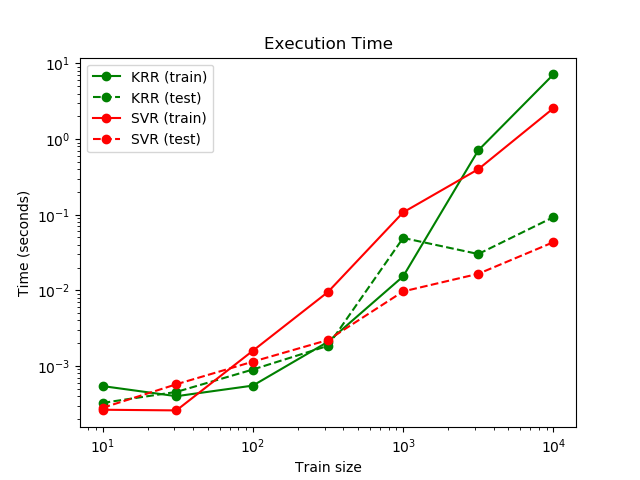 Execution Time
KRR (train)
KRR (test)
SVR (train)
SVR (test)
Time (seconds)
10¹
10⁰
10⁻¹
10⁻²
10⁻³
10¹
10²
10³
10⁴
Train size